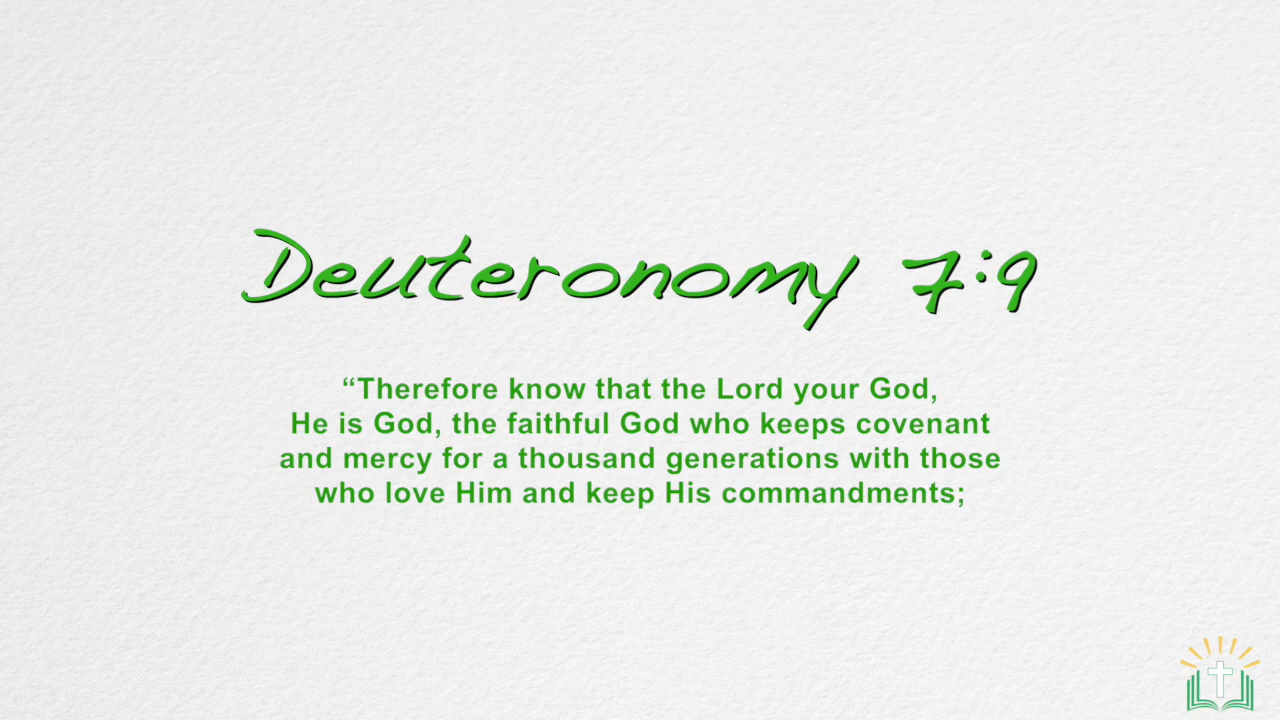 Deuteronomy 7:9
“Therefore know that the Lord your God,
He is God, the faithful God who keeps covenant
and mercy for a thousand generations with those
who love Him and keep His commandments;